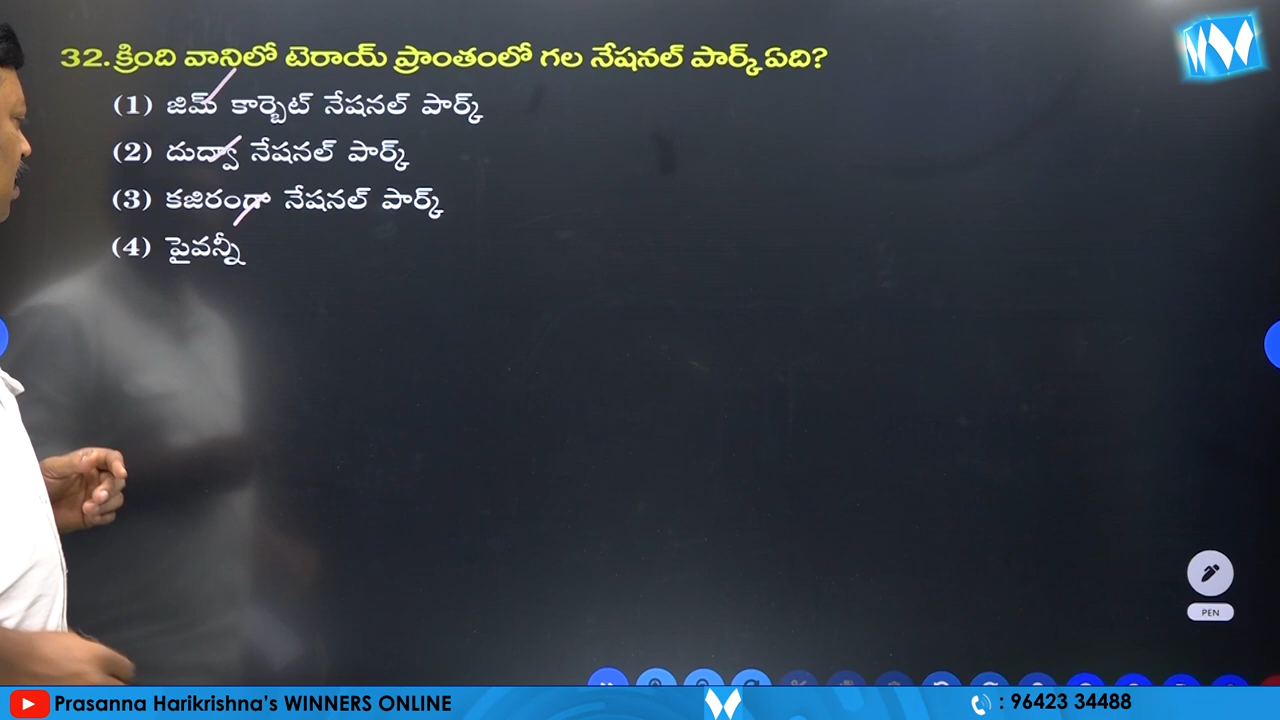 32. క్రింది వానిలో టెరాయ్ ప్రాంతంలో గల నేషనల్ పార్క్ ఏది?
(1) జిమ్ కార్బెట్ నేషనల్ పార్క్
(2) దుద్వా నేషనల్ పార్క్
(3) కజిరంగా నేషనల్ పార్క్
(4) పైవన్నీ
PEN
Prasanna Harikrishna's WINNERS ONLINE
: 96423 34488